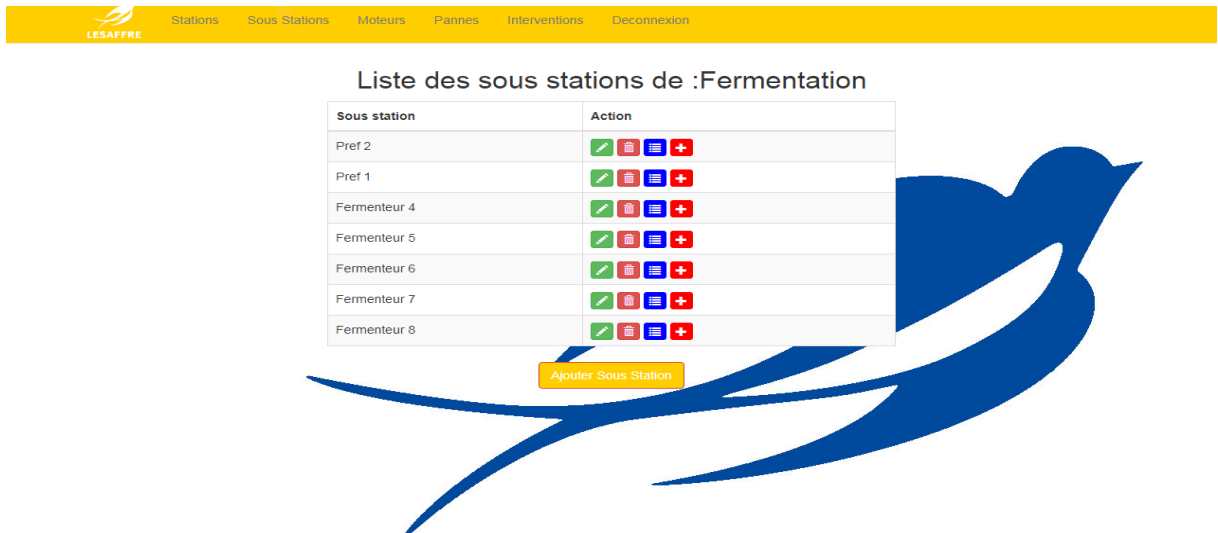 LESAFFRE Stations Sous Stations Moteurs Pannes Interventions Deconnexion
Liste des sous stations de :Fermentation
Sous station Action
Pref 2
Pref 1
Fermenteur 4
Fermenteur 5
Fermenteur 6
Fermenteur 7
Fermenteur 8
Ajouter Sous Station